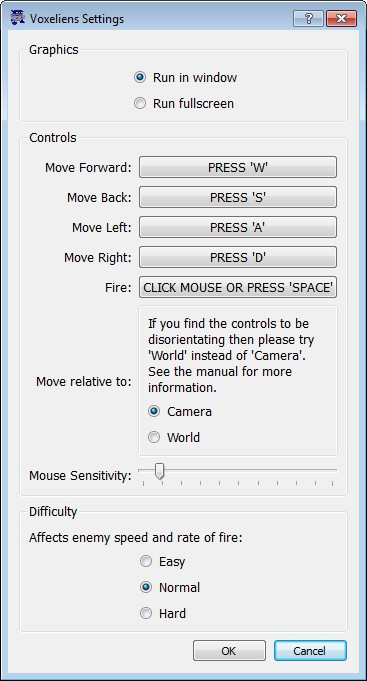 Voxeliens Settings
Graphics
Run in window
Run fullscreen
Controls
Move Forward: PRESS 'W'
Move Back: PRESS 'S'
Move Left: PRESS 'A'
Move Right: PRESS 'D'
Fire: CLICK MOUSE OR PRESS 'SPACE'
If you find the controls to be
disorientating then please try
'World' instead of 'Camera'.
See the manual for more
information.
Move relative to:
Camera
World
Mouse Sensitivity:
Difficulty
Affects enemy speed and rate of fire:
Easy
Normal
Hard
OK Cancel